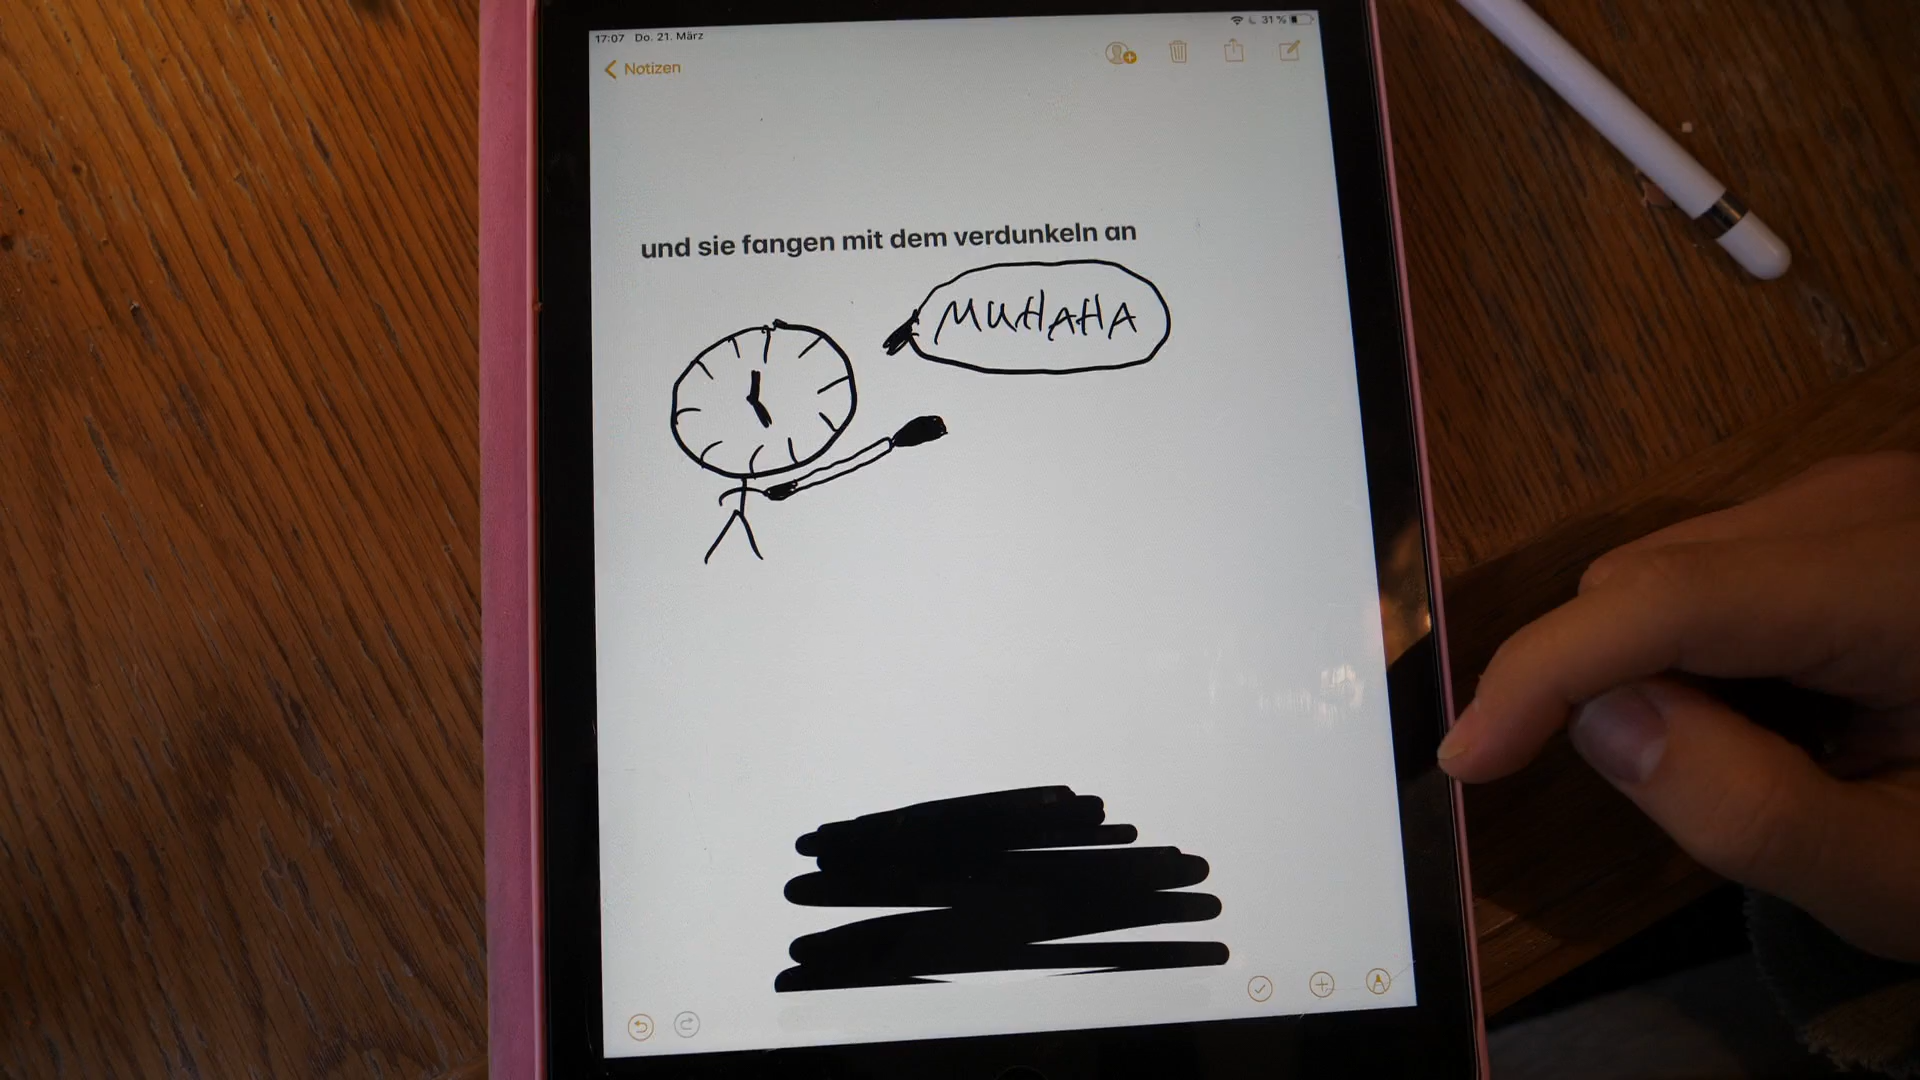 17:07 Do. 21. März
31 %
Notizen
und sie fangen mit dem verdunkeln an
MUHAHA